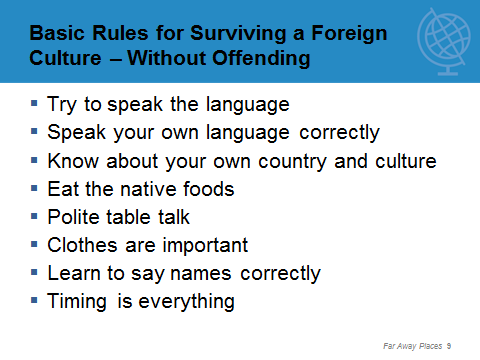 Basic Rules for Surviving a Foreign
Culture – Without Offending
▪ Try to speak the language
▪ Speak your own language correctly
▪ Know about your own country and culture
▪ Eat the native foods
▪ Polite table talk
▪ Clothes are important
▪ Learn to say names correctly
▪ Timing is everything
Far Away Places 9